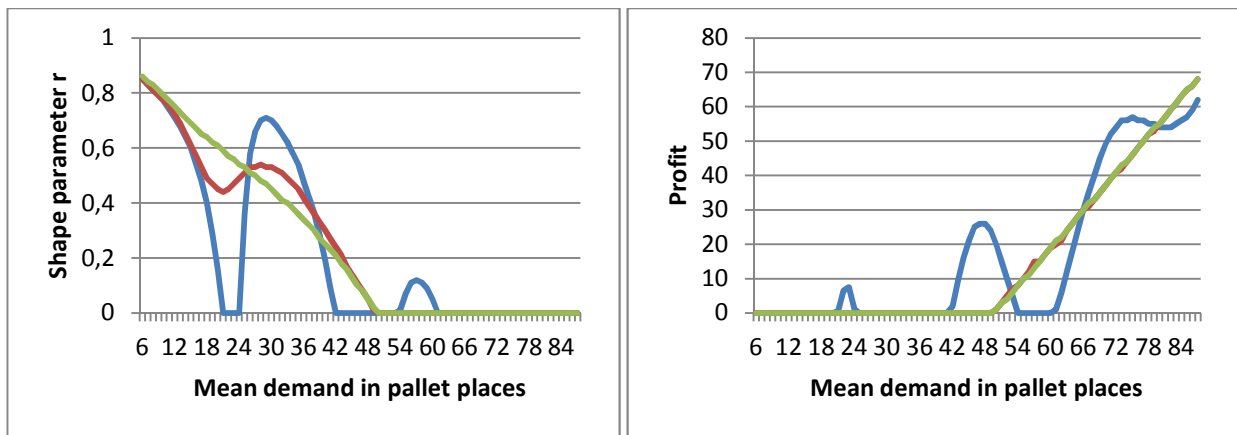 Shape parameter r
1
0,8
0,6
0,4
0,2
0
6 12 18 24 30 36 42 48 54 60 66 72 78 84
Mean demand in pallet places
Profit
80
70
60
50
40
30
20
10
0
6 12 18 24 30 36 42 48 54 60 66 72 78 84
Mean demand in pallet places